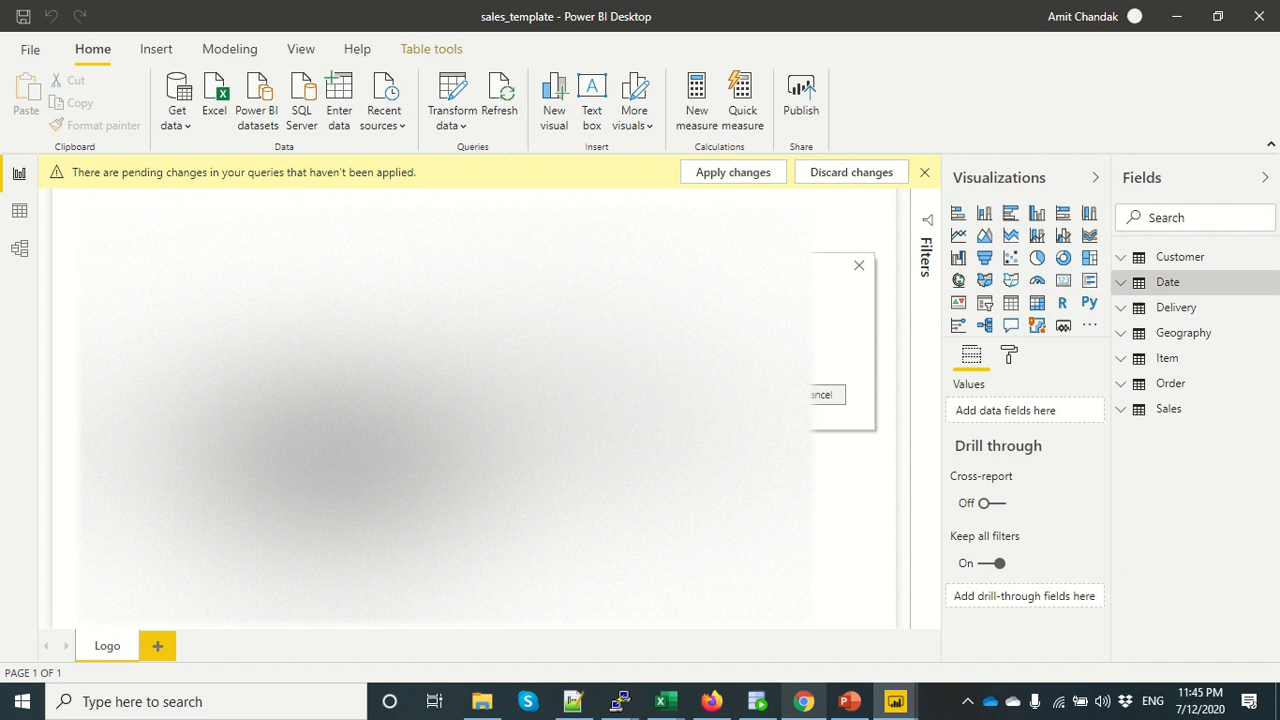 sales_template - Power BI Desktop
Amit Chandak
File Home Insert Modeling View Help Table tools
Paste
Cut
Copy
Format painter
Clipboard
Get data
Excel
Power BI datasets
SQL Server
Enter data
Recent sources
Data
Transform data
Refresh
Queries
New visual
Text box
More visuals
Insert
New measure
Quick measure
Calculations
Publish
Share
There are pending changes in your queries that haven't been applied.
Apply changes
Discard changes
Filters
Visualizations
R
Py
Values
Add data fields here
Drill through
Cross-report
Off
Keep all filters
On
Add drill-through fields here
Fields
Search
Customer
Date
Delivery
Geography
Item
Order
Sales
Logo
PAGE 1 OF 1
Type here to search
ENG
11:45 PM
7/12/2020